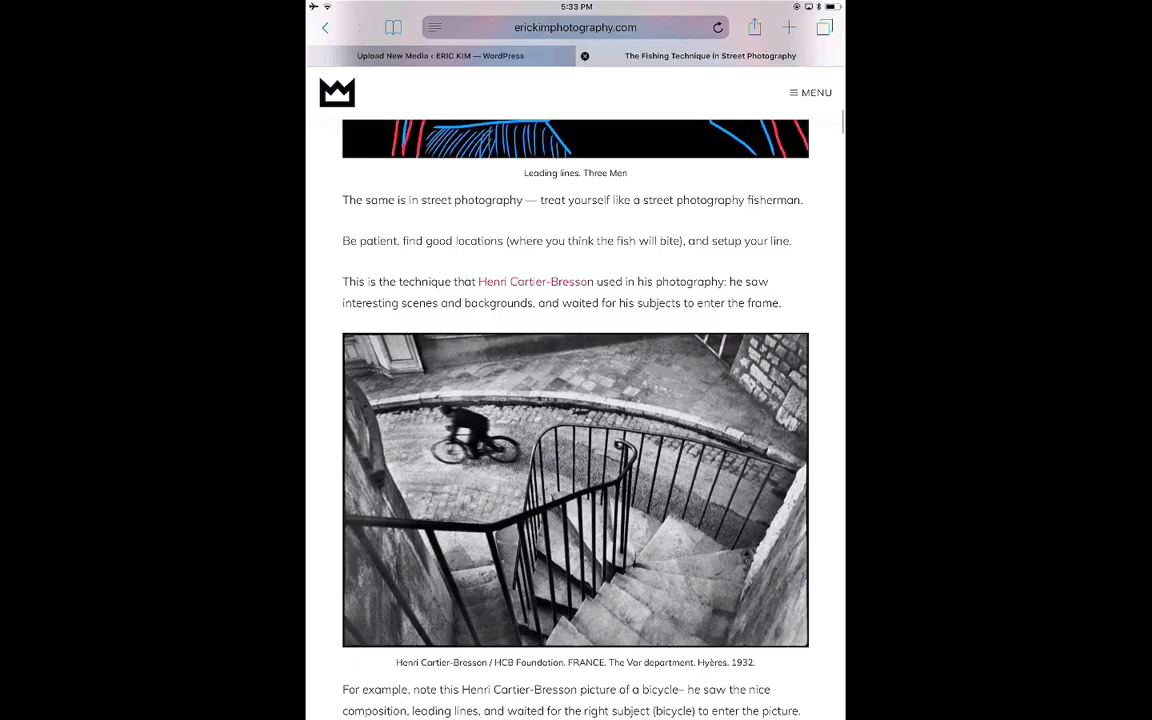 5:33 PM
erickimphotography.com
Upload New Media ‹ ERIC KIM — WordPress
The Fishing Technique in Street Photography
MENU
Leading lines. Three Men
The same is in street photography — treat yourself like a street photography fisherman.
Be patient, find good locations (where you think the fish will bite), and setup your line.
This is the technique that Henri Cartier-Bresson used in his photography: he saw
interesting scenes and backgrounds, and waited for his subjects to enter the frame.
Henri Cartier-Bresson / HCB Foundation. FRANCE. The Var department. Hyères. 1932.
For example, note this Henri Cartier-Bresson picture of a bicycle– he saw the nice
composition, leading lines, and waited for the right subject (bicycle) to enter the picture.